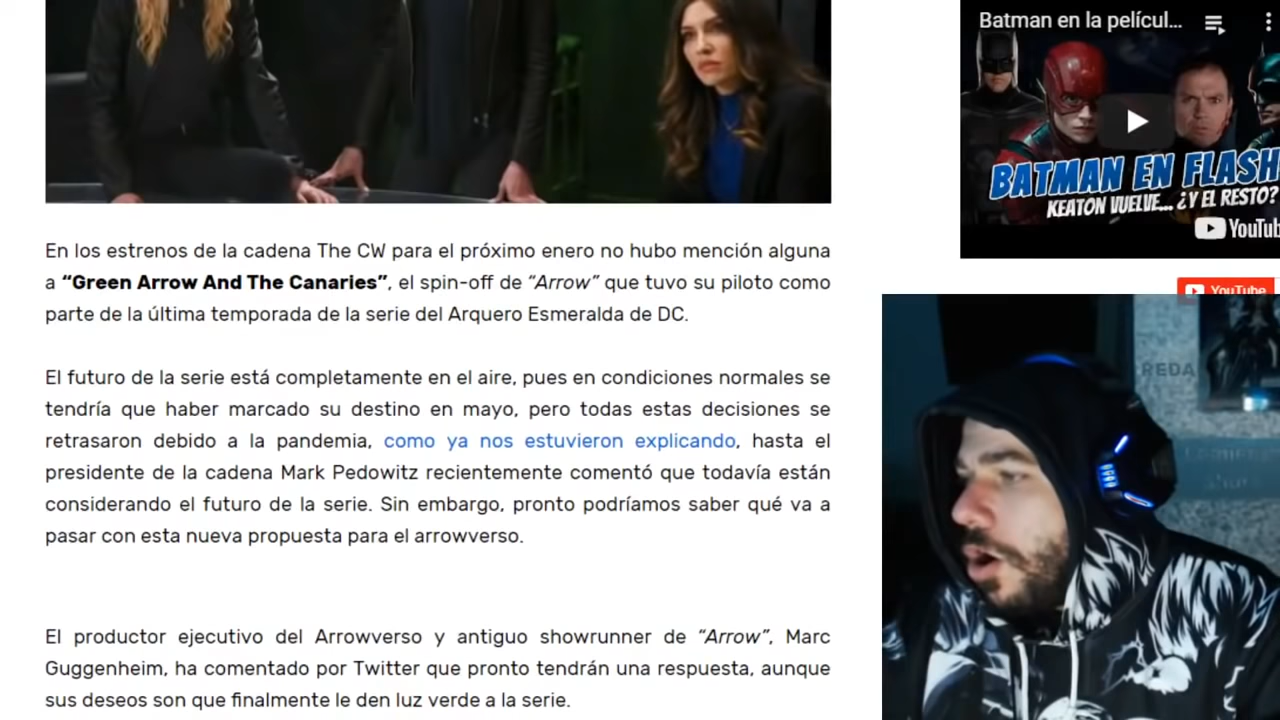 En los estrenos de la cadena The CW para el próximo enero no hubo mención alguna
a “Green Arrow And The Canaries”, el spin-off de “Arrow” que tuvo su piloto como
parte de la última temporada de la serie del Arquero Esmeralda de DC.
El futuro de la serie está completamente en el aire, pues en condiciones normales se
tendría que haber marcado su destino en mayo, pero todas estas decisiones se
retrasaron debido a la pandemia, como ya nos estuvieron explicando, hasta el
presidente de la cadena Mark Pedowitz recientemente comentó que todavía están
considerando el futuro de la serie. Sin embargo, pronto podríamos saber qué va a
pasar con esta nueva propuesta para el arrowverso.
El productor ejecutivo del Arrowverso y antiguo showrunner de “Arrow”, Marc
Guggenheim, ha comentado por Twitter que pronto tendrán una respuesta, aunque
sus deseos son que finalmente le den luz verde a la serie.
Batman en la películ...
BATMAN EN FLASH
KEATON VUELVE... ¿Y EL RESTO?
YouTub
YouTube
REDA